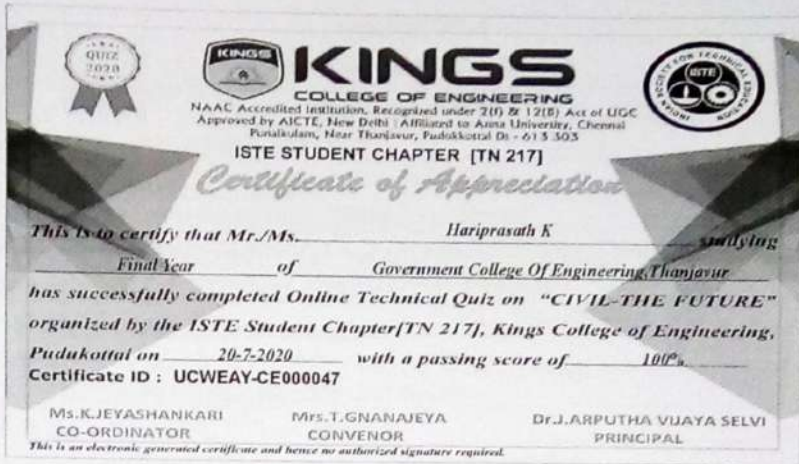 QUIZ
2020
KINGS
KINGS
COLLEGE OF ENGINEERING
NAAC Accredited Institution, Recognized under 2(f) & 12(B) Act of UGC
Approved by AICTE, New Delhi | Affiliated to Anna University, Chennai
Punalkulam, Near Thanjavur, Pudukkottai Dt - 613 303
INDIAN SOCIETY FOR TECHNICAL EDUCATION
ISTE
ISTE STUDENT CHAPTER [TN 217]
Certificate of Appreciation
This is to certify that Mr./Ms. Hariprasath K studying
Final Year of Government College Of Engineering,Thanjavur
has successfully completed Online Technical Quiz on "CIVIL-THE FUTURE"
organized by the ISTE Student Chapter[TN 217], Kings College of Engineering,
Pudukottai on 20-7-2020 with a passing score of 100%
Certificate ID : UCWEAY-CE000047
Ms.K.JEYASHANKARI Mrs.T.GNANAJEYA Dr.J.ARPUTHA VIJAYA SELVI
CO-ORDINATOR CONVENOR PRINCIPAL
This is an electronic generated certificate and hence no authorized signature required.